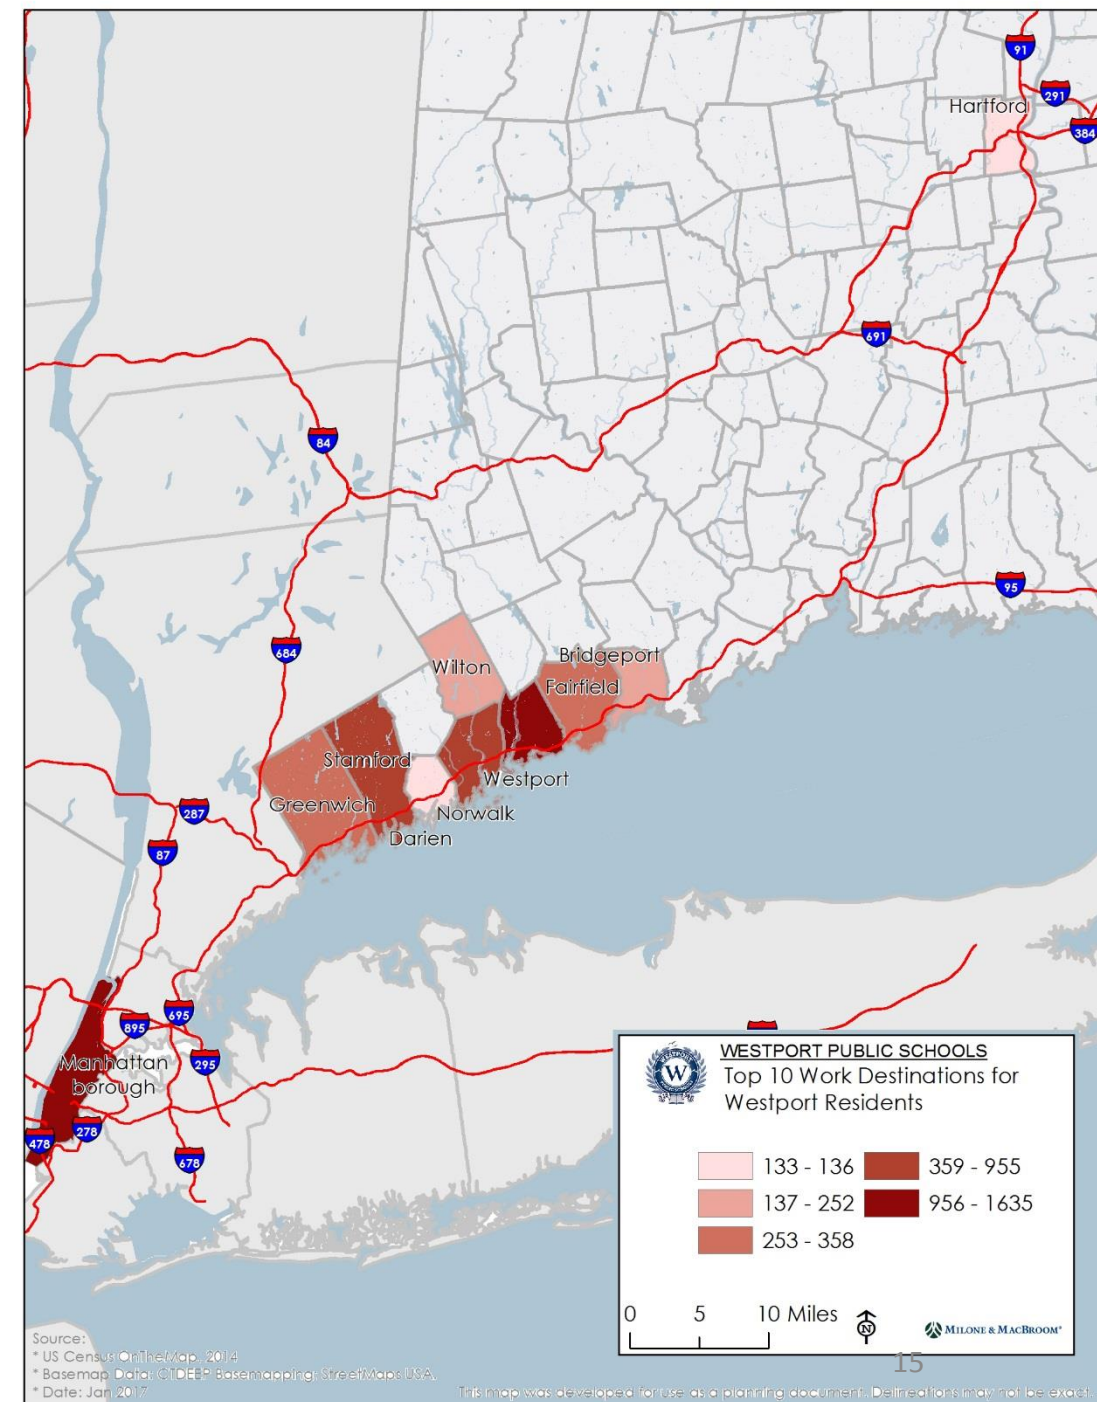 91
291
Hartford
384
691
84
95
684
Bridgeport
Wilton
Fairfield
Stamford
Westport
Greenwich
Norwalk
287
Darien
87
695
895
Manhattan
borough
295
278
478
678
WESTPORT PUBLIC SCHOOLS
Top 10 Work Destinations for
Westport Residents
W
133 - 136
359 - 955
137 - 252
956 - 1635
253 - 358
0 5 10 Miles
N
MILONE & MACBROOM®
Source:
* US Census OnTheMap, 2014
* Basemap Data: CTDEEP Basemapping; StreetMaps USA,
* Date: Jan 2017
15
This map was developed for use as a planning document. Delineations may not be exact.